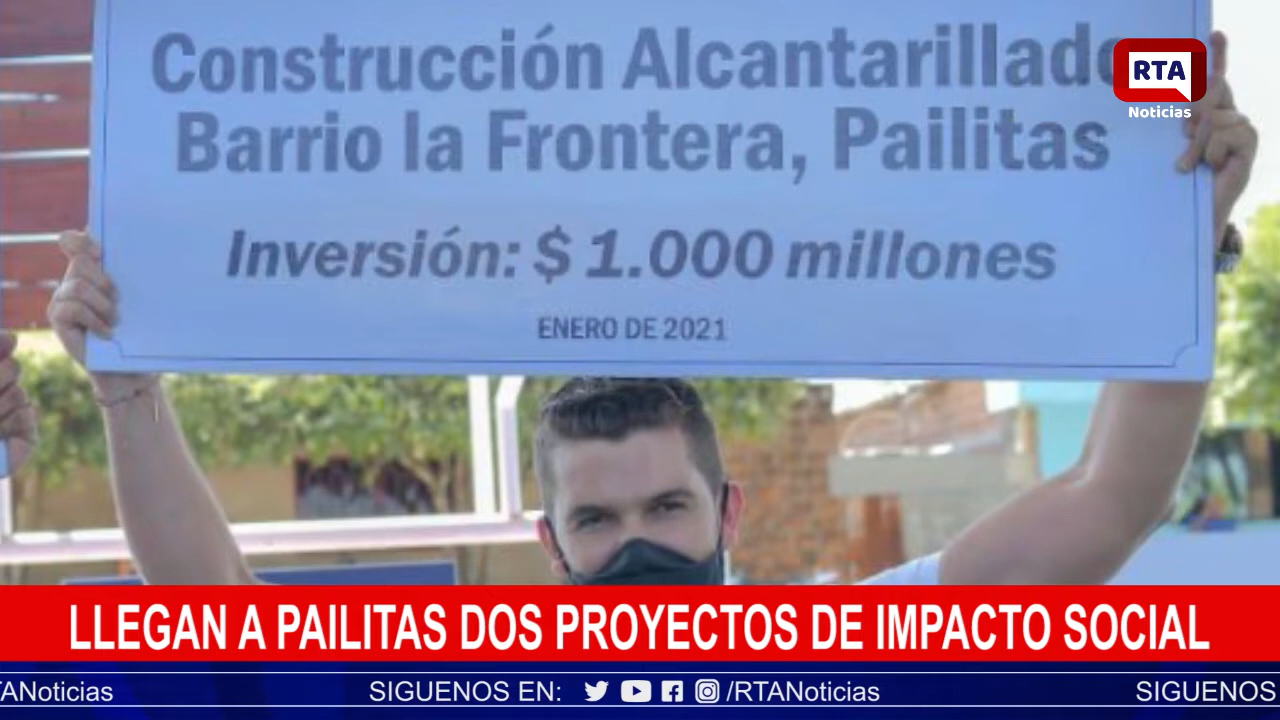 Construcción Alcantarillado
Barrio la Frontera, Pailitas
Inversión: $ 1.000 millones
ENERO DE 2021
RTA
Noticias
LLEGAN A PAILITAS DOS PROYECTOS DE IMPACTO SOCIAL
TANoticias SIGUENOS EN: /RTANoticias SIGUENOS